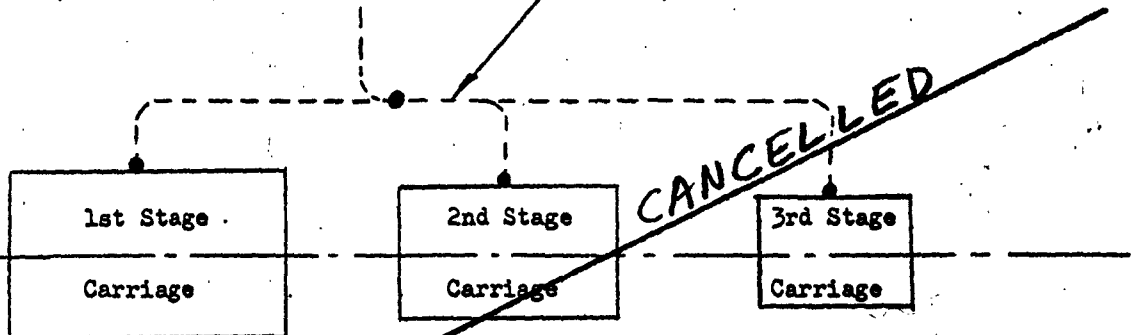 CANCELLED
1st Stage
Carriage
2nd Stage
Carriage
3rd Stage
Carriage